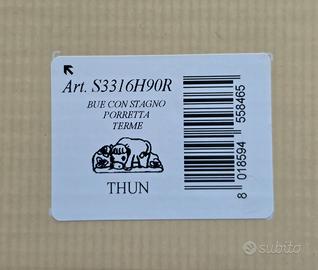 Art. S3316H90R
BUE CON STAGNO
PORRETTA
TERME
THUN
8 018594 558465
subito